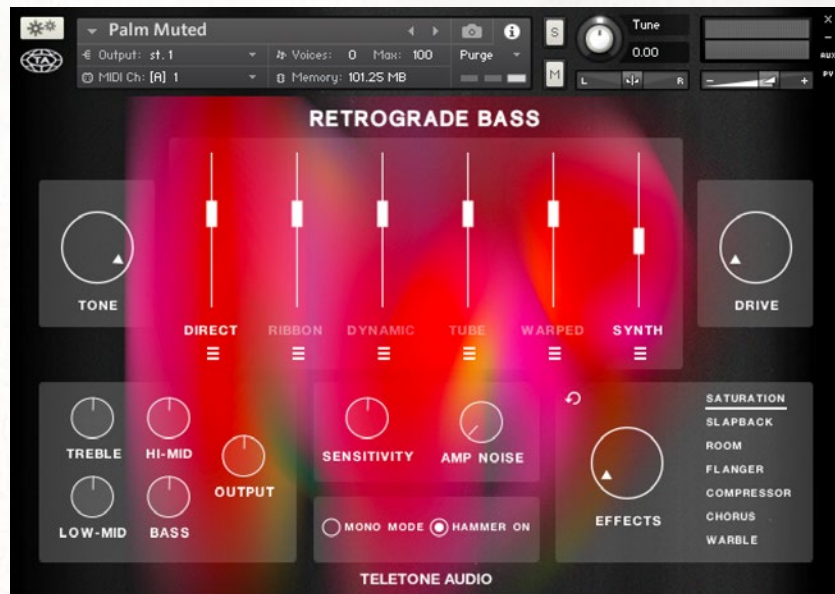 Palm Muted
Output: st. 1
Voices: 0 Max: 100
Purge
MIDI Ch: [A] 1
Memory: 101.25 MB
S
M
Tune
0.00
L
R
-
+
x
-
AUX
PV
TA
RETROGRADE BASS
TONE
DIRECT
RIBBON
DYNAMIC
TUBE
WARPED
SYNTH
DRIVE
TREBLE
HI-MID
LOW-MID
BASS
OUTPUT
SENSITIVITY
AMP NOISE
MONO MODE
HAMMER ON
EFFECTS
SATURATION
SLAPBACK
ROOM
FLANGER
COMPRESSOR
CHORUS
WARBLE
TELETONE AUDIO